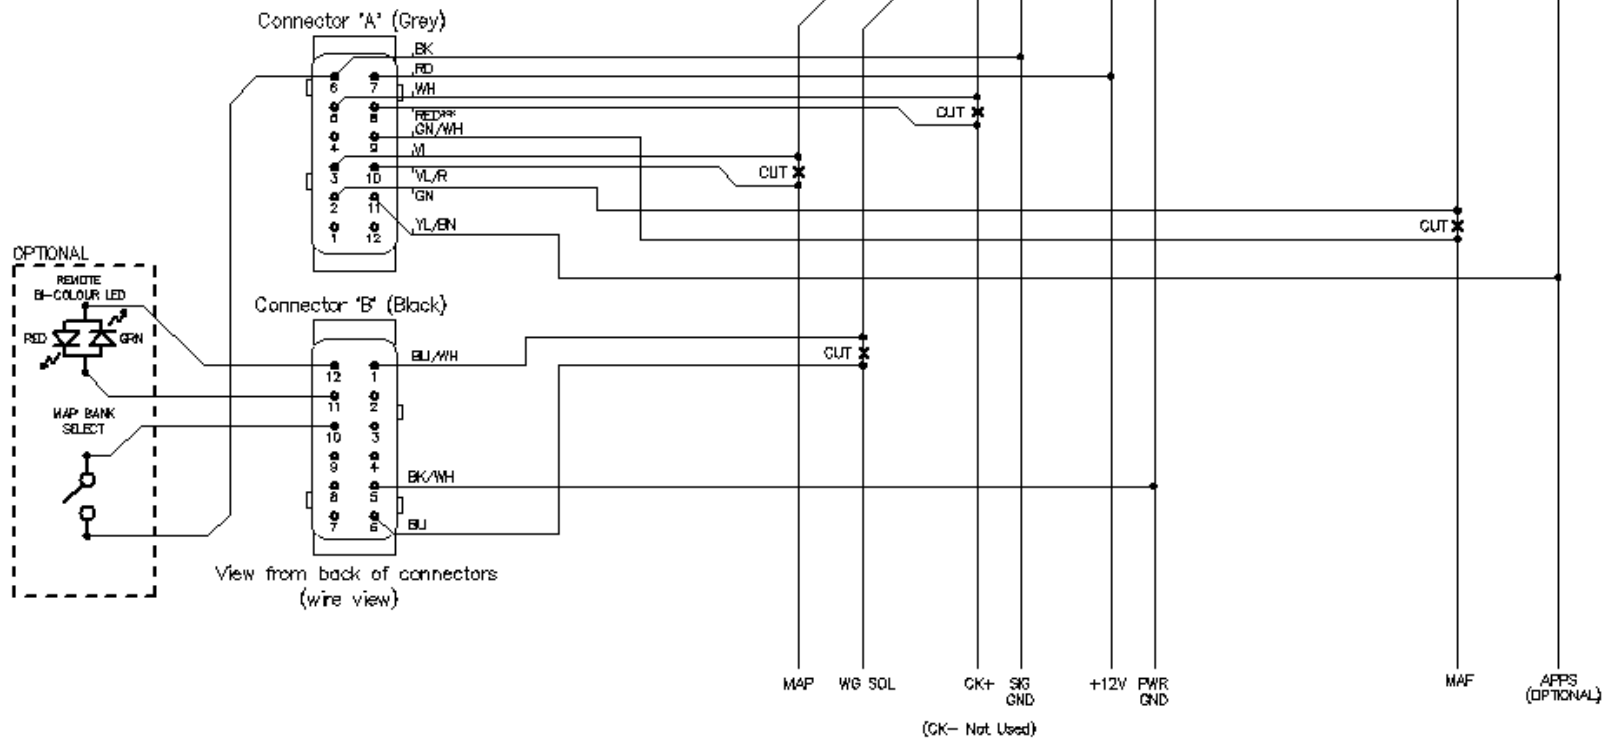 Connector 'A' (Grey)
BK
RD
WH
RED**
GN/WH
VI
VL/R
GN
YL/BN
6 7
5 8
4 9
3 10
2 11
1 12
CUT
CUT
CUT
OPTIONAL
REMOTE
BI-COLOUR LED
RED
GRN
MAP BANK
SELECT
Connector 'B' (Black)
BU/WH
CUT
12 1
11 2
10 3
9 4
8 5
7 6
BK/WH
BU
View from back of connectors
(wire view)
MAP
WG SOL
CK+
SIG
GND
+12V
PWR
GND
MAF
APPS
(OPTIONAL)
(CK- Not Used)